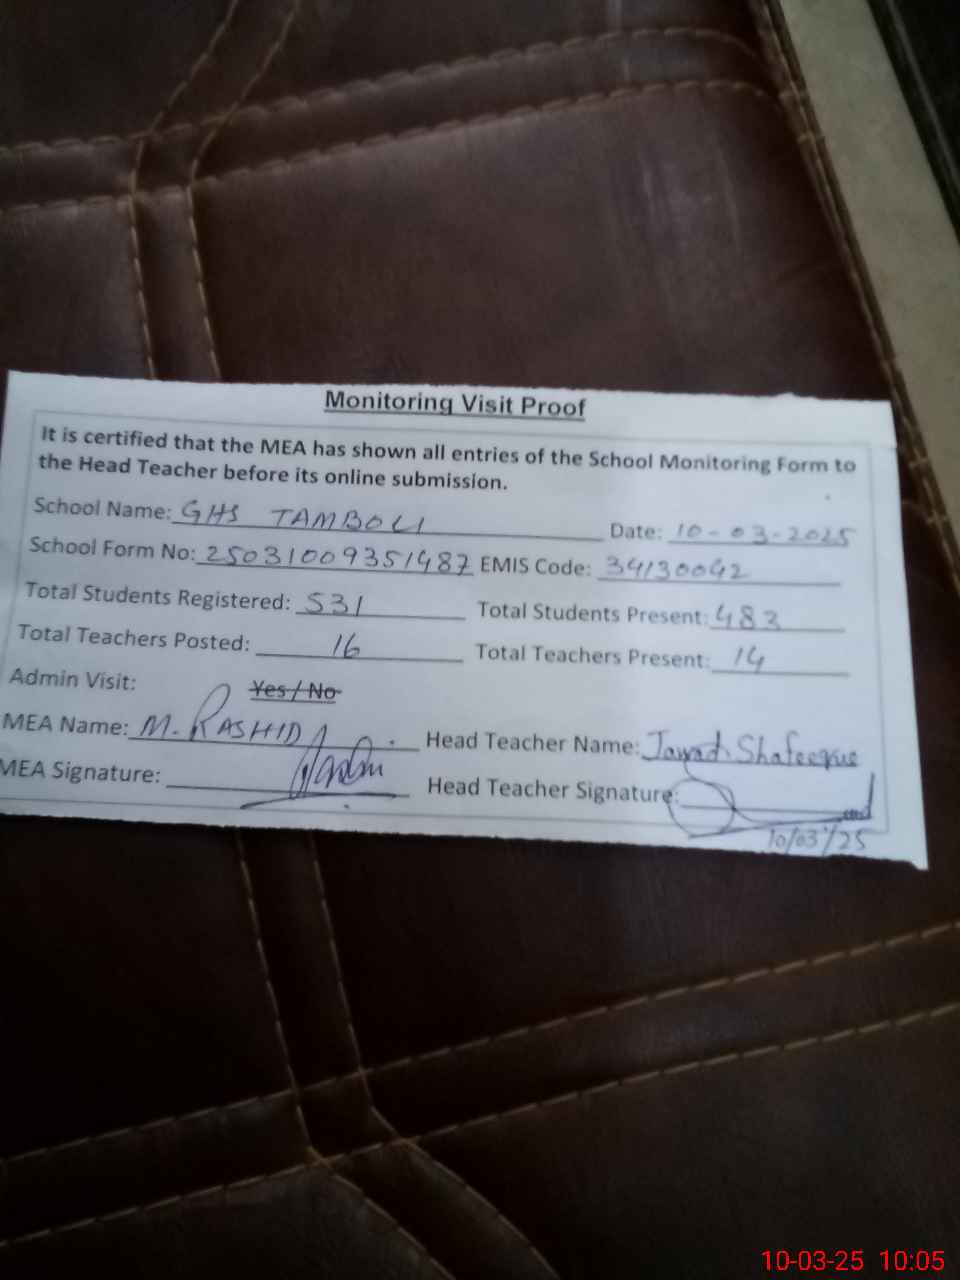 Monitoring Visit Proof
It is certified that the MEA has shown all entries of the School Monitoring Form to
the Head Teacher before its online submission.
School Name: GHS TAMBOLI Date: 10-03-2025
School Form No: 25031009351487 EMIS Code: 34130042
Total Students Registered: 531 Total Students Present: 483
Total Teachers Posted: 16 Total Teachers Present: 14
Admin Visit: Yes / No
MEA Name: M. RASHID Head Teacher Name: Jawad Shafeeque
MEA Signature: Head Teacher Signature:
10/03/25
10-03-25 10:05